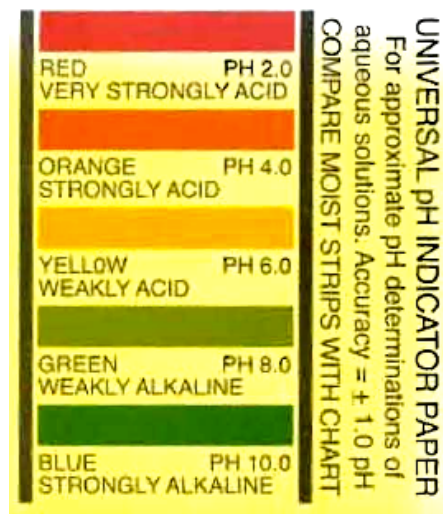 RED PH 2.0
VERY STRONGLY ACID
ORANGE PH 4.0
STRONGLY ACID
YELLOW PH 6.0
WEAKLY ACID
GREEN PH 8.0
WEAKLY ALKALINE
BLUE PH 10.0
STRONGLY ALKALINE
UNIVERSAL pH INDICATOR PAPER
For approximate pH determinations of
aqueous solutions. Accuracy = ± 1.0 pH
COMPARE MOIST STRIPS WITH CHART